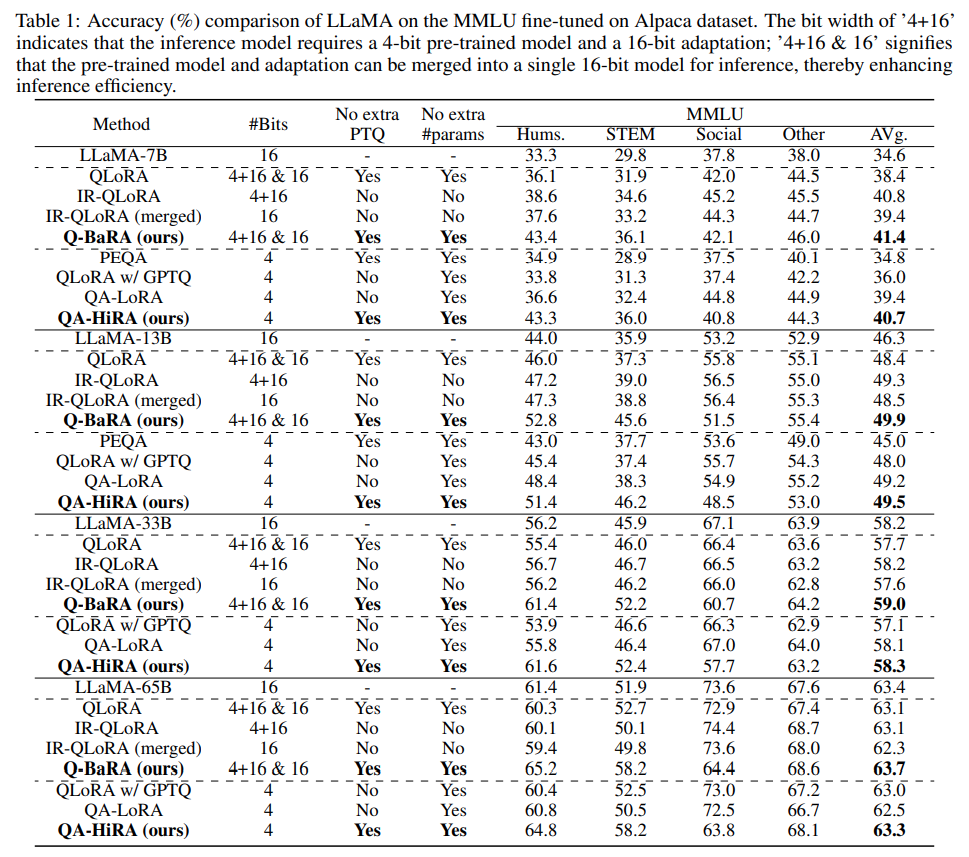 Table 1: Accuracy (%) comparison of LLaMA on the MMLU fine-tuned on Alpaca dataset. The bit width of ’4+16’
indicates that the inference model requires a 4-bit pre-trained model and a 16-bit adaptation; ’4+16 & 16’ signifies
that the pre-trained model and adaptation can be merged into a single 16-bit model for inference, thereby enhancing
inference efficiency.
Method #Bits No extra PTQ No extra #params MMLU
Hums. STEM Social Other AVg.
LLaMA-7B 16 - - 33.3 29.8 37.8 38.0 34.6
QLoRA 4+16 & 16 Yes Yes 36.1 31.9 42.0 44.5 38.4
IR-QLoRA 4+16 No No 38.6 34.6 45.2 45.5 40.8
IR-QLoRA (merged) 16 No No 37.6 33.2 44.3 44.7 39.4
Q-BaRA (ours) 4+16 & 16 Yes Yes 43.4 36.1 42.1 46.0 41.4
PEQA 4 Yes Yes 34.9 28.9 37.5 40.1 34.8
QLoRA w/ GPTQ 4 No Yes 33.8 31.3 37.4 42.2 36.0
QA-LoRA 4 No Yes 36.6 32.4 44.8 44.9 39.4
QA-HiRA (ours) 4 Yes Yes 43.3 36.0 40.8 44.3 40.7
LLaMA-13B 16 - - 44.0 35.9 53.2 52.9 46.3
QLoRA 4+16 & 16 Yes Yes 46.0 37.3 55.8 55.1 48.4
IR-QLoRA 4+16 No No 47.2 39.0 56.5 55.0 49.3
IR-QLoRA (merged) 16 No No 47.3 38.8 56.4 55.3 48.5
Q-BaRA (ours) 4+16 & 16 Yes Yes 52.8 45.6 51.5 55.4 49.9
PEQA 4 Yes Yes 43.0 37.7 53.6 49.0 45.0
QLoRA w/ GPTQ 4 No Yes 45.4 37.4 55.7 54.3 48.0
QA-LoRA 4 No Yes 48.4 38.3 54.9 55.2 49.2
QA-HiRA (ours) 4 Yes Yes 51.4 46.2 48.5 53.0 49.5
LLaMA-33B 16 - - 56.2 45.9 67.1 63.9 58.2
QLoRA 4+16 & 16 Yes Yes 55.4 46.0 66.4 63.6 57.7
IR-QLoRA 4+16 No No 56.7 46.7 66.5 63.2 58.2
IR-QLoRA (merged) 16 No No 56.2 46.2 66.0 62.8 57.6
Q-BaRA (ours) 4+16 & 16 Yes Yes 61.4 52.2 60.7 64.2 59.0
QLoRA w/ GPTQ 4 No Yes 53.9 46.6 66.3 62.9 57.1
QA-LoRA 4 No Yes 55.8 46.4 67.0 64.0 58.1
QA-HiRA (ours) 4 Yes Yes 61.6 52.4 57.7 63.2 58.3
LLaMA-65B 16 - - 61.4 51.9 73.6 67.6 63.4
QLoRA 4+16 & 16 Yes Yes 60.3 52.7 72.9 67.4 63.1
IR-QLoRA 4+16 No No 60.1 50.1 74.4 68.7 63.1
IR-QLoRA (merged) 16 No No 59.4 49.8 73.6 68.0 62.3
Q-BaRA (ours) 4+16 & 16 Yes Yes 65.2 58.2 64.4 68.6 63.7
QLoRA w/ GPTQ 4 No Yes 60.4 52.5 73.0 67.2 63.0
QA-LoRA 4 No Yes 60.8 50.5 72.5 66.7 62.5
QA-HiRA (ours) 4 Yes Yes 64.8 58.2 63.8 68.1 63.3